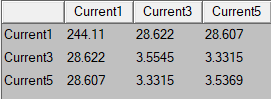 Current1 Current3 Current5
Current1 244.11 28.622 28.607
Current3 28.622 3.5545 3.3315
Current5 28.607 3.3315 3.5369